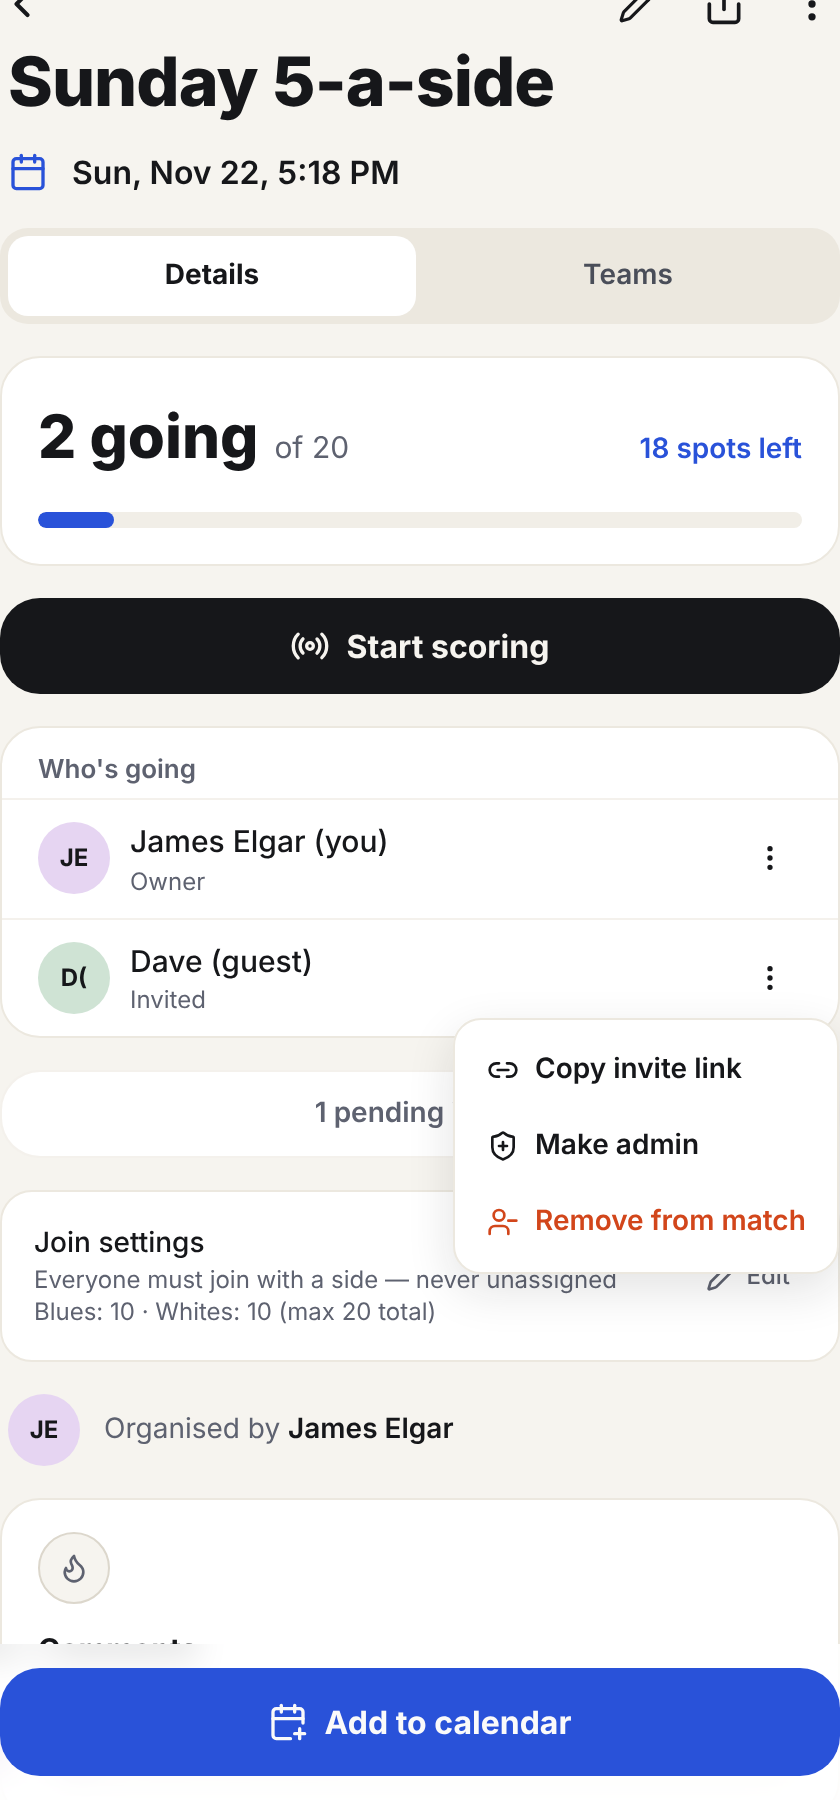 Sunday 5-a-side
Sun, Nov 22, 5:18 PM
Details
Teams
2 going of 20
18 spots left
Start scoring
Who's going
JE
James Elgar (you)
Owner
D(
Dave (guest)
Invited
Copy invite link
1 pending
Make admin
Remove from match
Join settings
Everyone must join with a side — never unassigned
Edit
Blues: 10 · Whites: 10 (max 20 total)
JE
Organised by James Elgar
Comments
Add to calendar